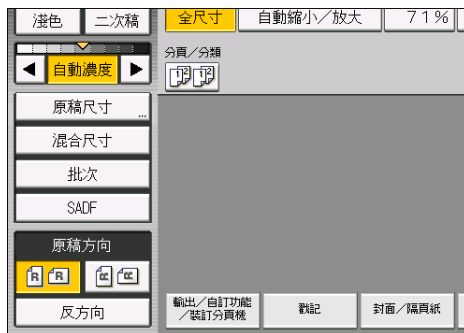 淺色 二次稿 全尺寸 自動縮小／放大 71%
分頁／分類
自動濃度
原稿尺寸 ...
混合尺寸
批次
SADF
原稿方向
反方向
輸出／自訂功能
／裝訂分頁機
戳記
封面／隔頁紙